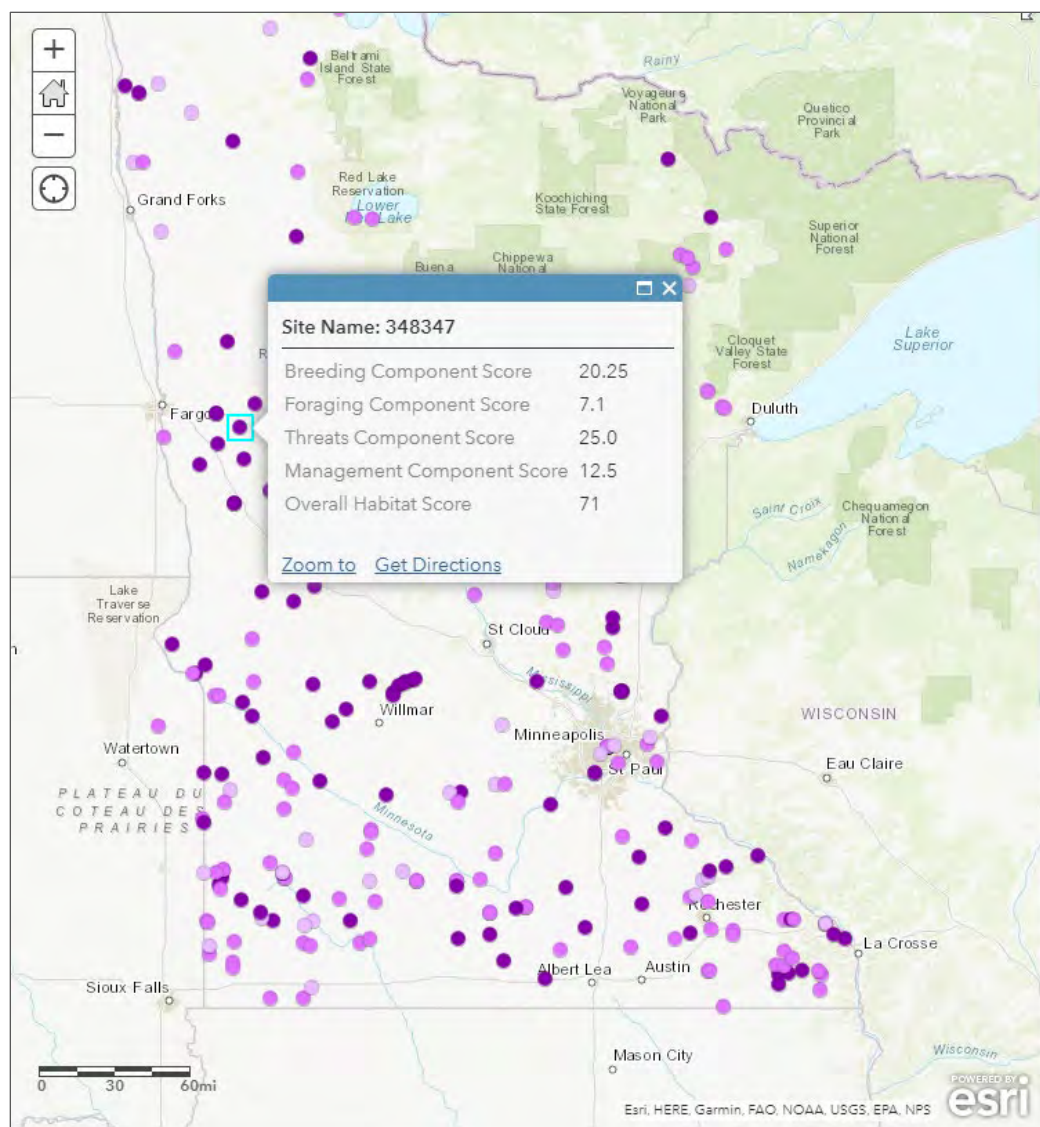 Beltrami
Island State
Forest
Rainy
Voyageurs
National
Park
Quetico
Provincial
Park
Grand Forks
Red Lake
Reservation
Lower
Red Lake
Koochiching
State Forest
Superior
National
Forest
Buena
Chippewa
National
Site Name: 348347
Breeding Component Score 20.25
Foraging Component Score 7.1
Threats Component Score 25.0
Management Component Score 12.5
Overall Habitat Score 71
Zoom to Get Directions
Cloquet
Valley State
Forest
Lake
Superior
Fargo
Duluth
Saint Croix
Namekagon
Chequamegon
National
Forest
Lake
Traverse
Reservation
St Cloud
Mississippi
Willmar
Minneapolis
St Paul
WISCONSIN
Watertown
Eau Claire
PLATEAU DU
COTEAU DES
PRAIRIES
Minnesota
Rochester
La Crosse
Albert Lea
Austin
Sioux Falls
Mason City
Wisconsin
0 30 60mi
Esri, HERE, Garmin, FAO, NOAA, USGS, EPA, NPS
POWERED BY
esri